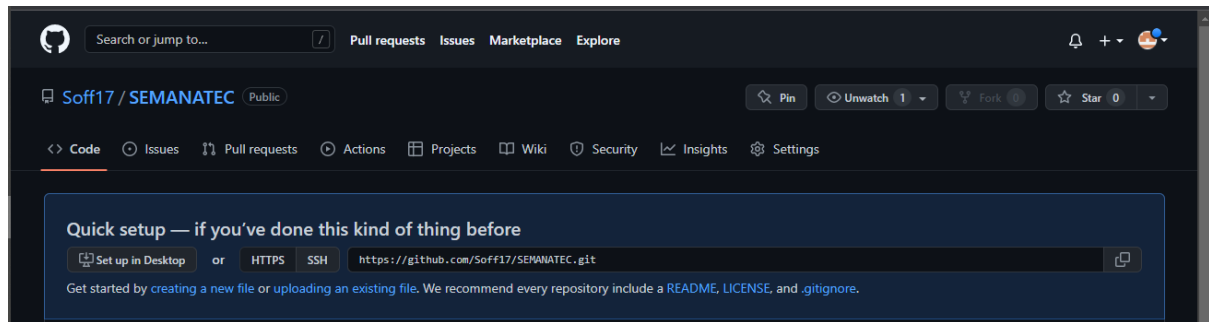 Search or jump to... / Pull requests Issues Marketplace Explore
Soff17 / SEMANATEC Public Pin Unwatch 1 Fork 0 Star 0
<> Code Issues Pull requests Actions Projects Wiki Security Insights Settings
Quick setup — if you've done this kind of thing before
Set up in Desktop or HTTPS SSH https://github.com/Soff17/SEMANATEC.git
Get started by creating a new file or uploading an existing file. We recommend every repository include a README, LICENSE, and .gitignore.